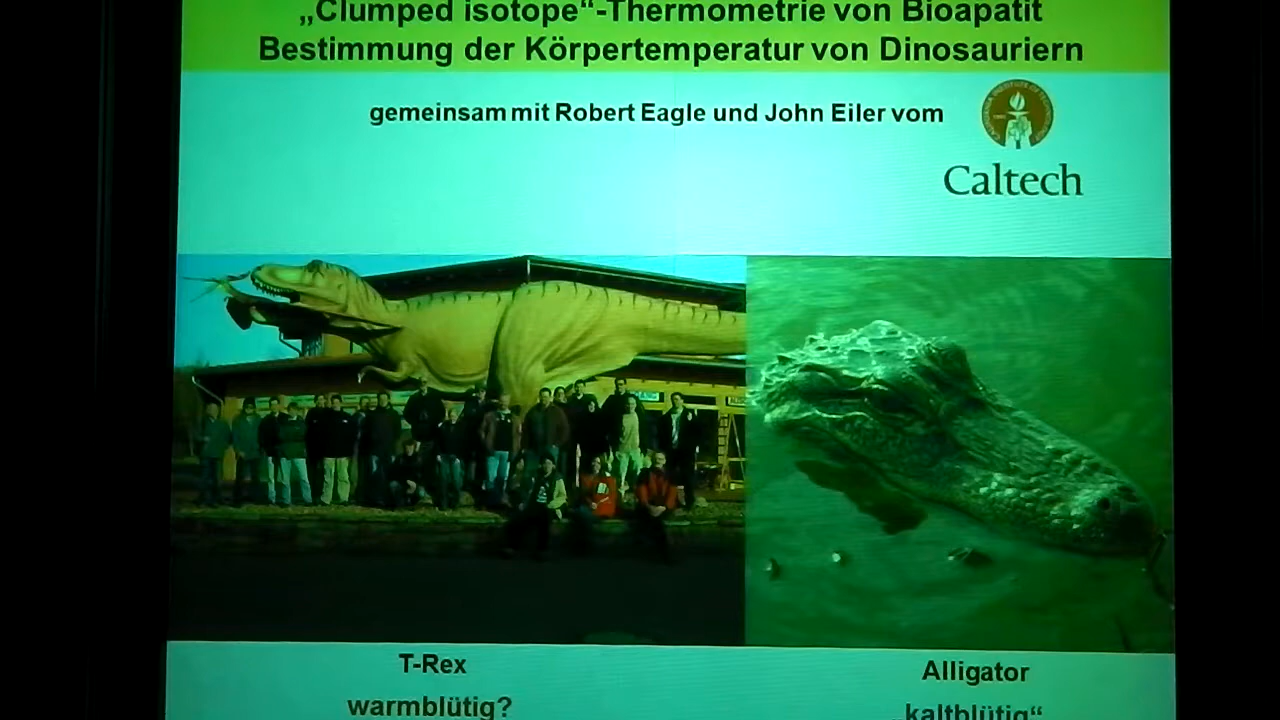 „Clumped isotope“-Thermometrie von Bioapatit
Bestimmung der Körpertemperatur von Dinosauriern
gemeinsam mit Robert Eagle und John Eiler vom
Caltech
T-Rex
Alligator
warmblütig?
„kaltblütig“